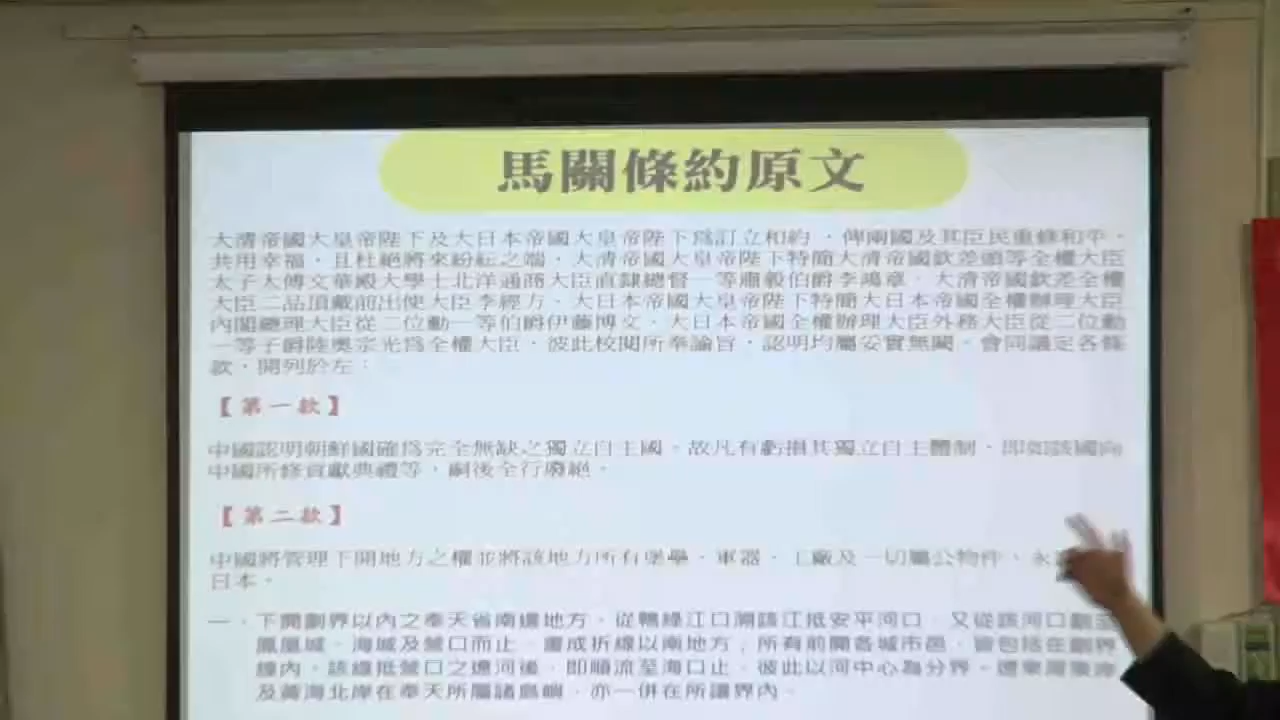 馬關條約原文
大清帝國大皇帝陛下及大日本帝國大皇帝陛下為訂立和約，俾兩國及其臣民重修和平，
共用幸福，且杜絕將來紛紜之端，大清帝國大皇帝陛下特簡大清帝國欽差頭等全權大臣
太子太傅文華殿大學士北洋通商大臣直隸總督一等肅毅伯爵李鴻章、大清帝國欽差全權
大臣二品頂戴前出使大臣李經方、大日本帝國大皇帝陛下特簡大日本帝國全權辦理大臣
內閣總理大臣從二位勳一等伯爵伊藤博文、大日本帝國全權辦理大臣外務大臣從二位勳
一等子爵陸奧宗光為全權大臣，彼此校閱所奉諭旨，認明均屬妥實無闕。會同議定各條
款，開列於左：
【第一款】
中國認明朝鮮國確為完全無缺之獨立自主國。故凡有虧損其獨立自主體制，即如該國向
中國所修貢獻典禮等，嗣後全行廢絕。
【第二款】
中國將管理下開地方之權並將該地方所有堡壘、軍器、工廠及一切屬公物件，永
日本。
一、下開劃界以內之奉天省南邊地方。從鴨綠江口溯該江抵安平河口，又從該河口劃至
鳳凰城、海城及營口而止，畫成折線以南地方；所有前開各城市邑，皆包括在劃界
線內。該線抵營口之遼河後，即順流至海口止，彼此以河中心為分界。遼東灣東岸
及黃海北岸在奉天所屬諸島嶼，亦一併在所讓界內。